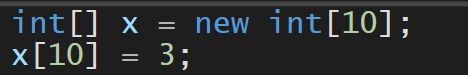 int[] x = new int[10];
x[10] = 3;